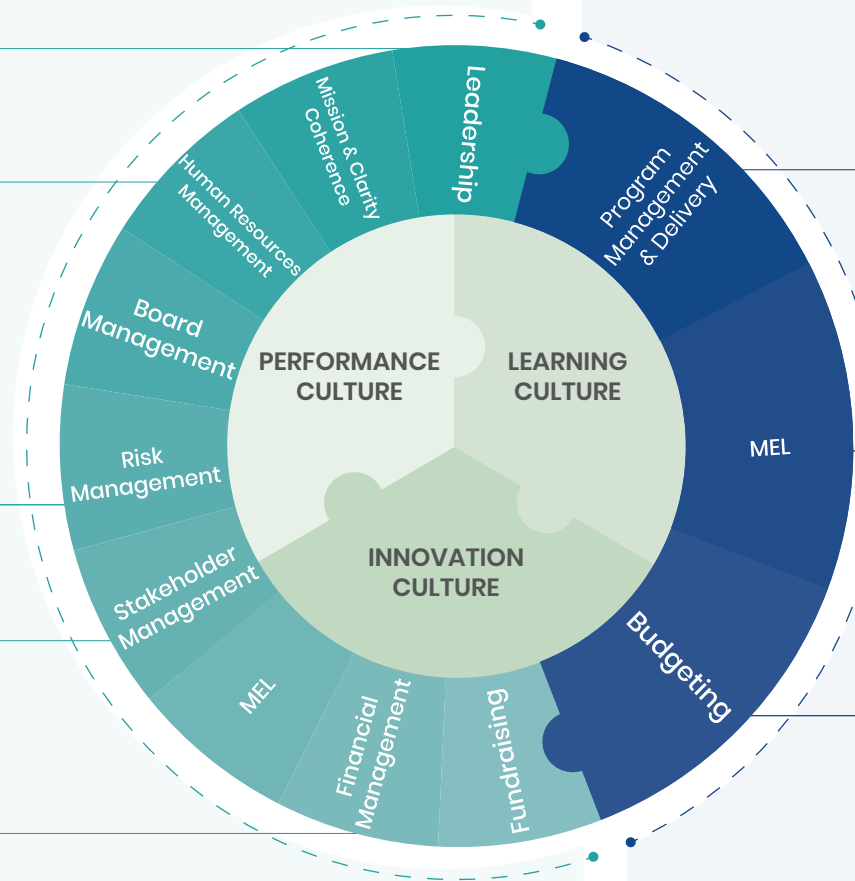 Leadership
Program
Management
& Delivery
MEL
Budgeting
Fundraising
Financial
Management
MEL
Stakeholder
Management
Risk
Management
Board
Management
Human Resources
Management
Mission & Clarity
Coherence
PERFORMANCE
CULTURE
LEARNING
CULTURE
INNOVATION
CULTURE